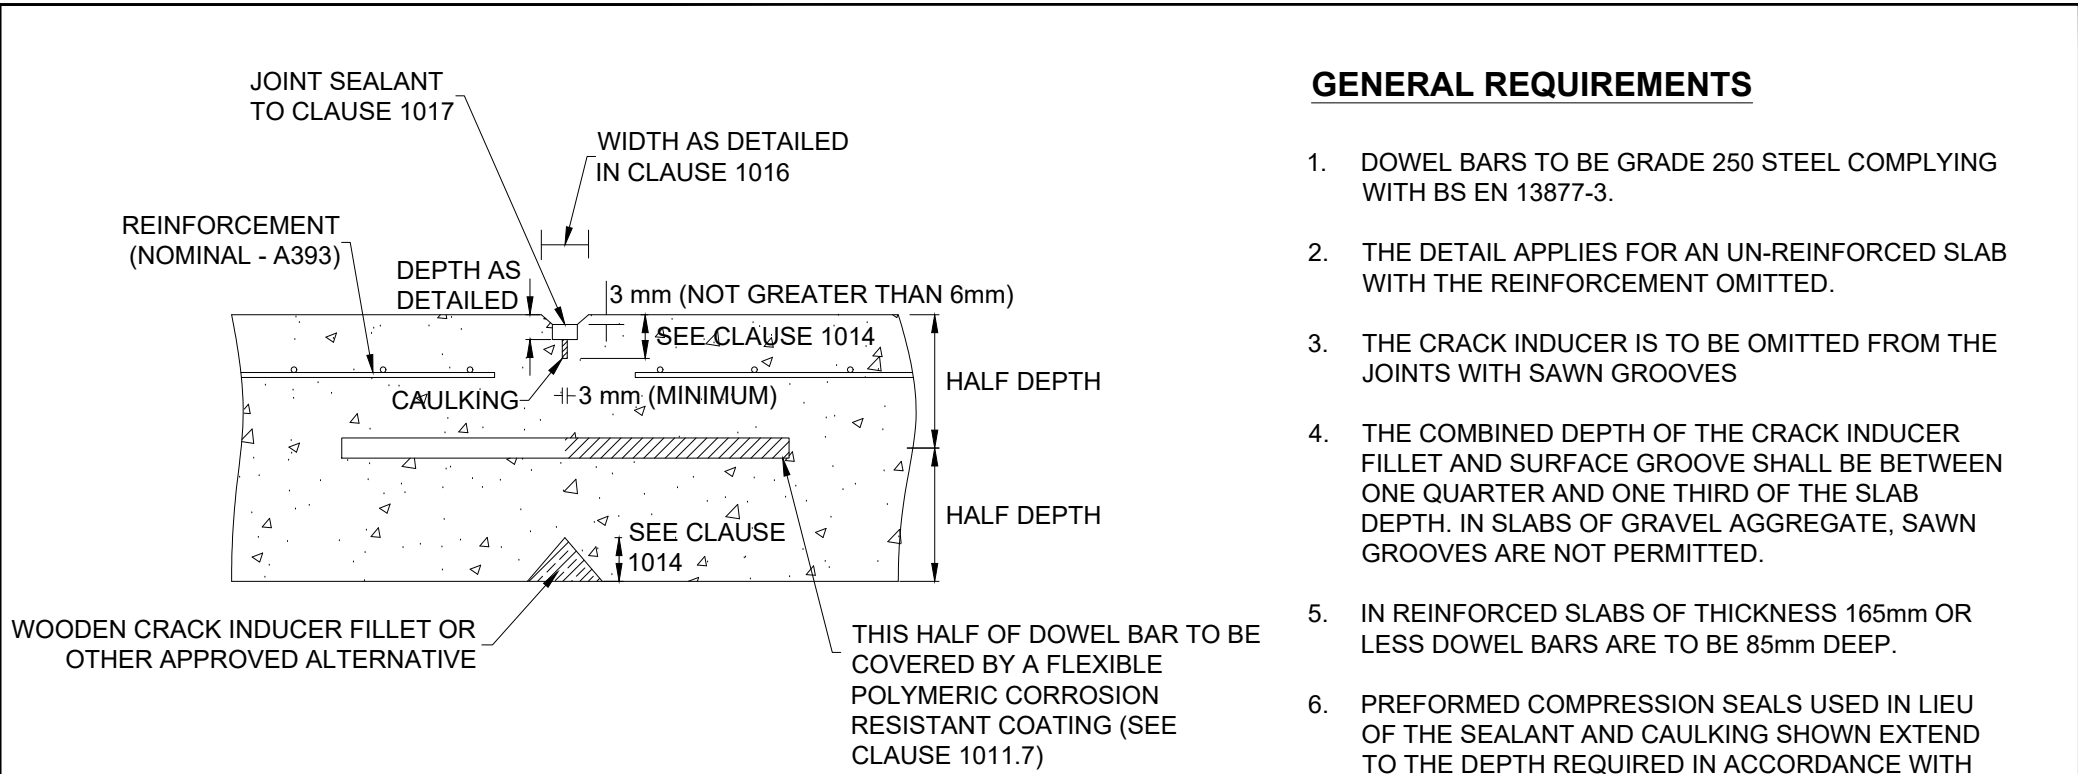 JOINT SEALANT
TO CLAUSE 1017
WIDTH AS DETAILED
IN CLAUSE 1016
REINFORCEMENT
(NOMINAL - A393)
DEPTH AS
DETAILED
3 mm (NOT GREATER THAN 6mm)
SEE CLAUSE 1014
HALF DEPTH
CAULKING
3 mm (MINIMUM)
HALF DEPTH
SEE CLAUSE
1014
WOODEN CRACK INDUCER FILLET OR
OTHER APPROVED ALTERNATIVE
THIS HALF OF DOWEL BAR TO BE
COVERED BY A FLEXIBLE
POLYMERIC CORROSION
RESISTANT COATING (SEE
CLAUSE 1011.7)
GENERAL REQUIREMENTS
1. DOWEL BARS TO BE GRADE 250 STEEL COMPLYING
WITH BS EN 13877-3.
2. THE DETAIL APPLIES FOR AN UN-REINFORCED SLAB
WITH THE REINFORCEMENT OMITTED.
3. THE CRACK INDUCER IS TO BE OMITTED FROM THE
JOINTS WITH SAWN GROOVES
4. THE COMBINED DEPTH OF THE CRACK INDUCER
FILLET AND SURFACE GROOVE SHALL BE BETWEEN
ONE QUARTER AND ONE THIRD OF THE SLAB
DEPTH. IN SLABS OF GRAVEL AGGREGATE, SAWN
GROOVES ARE NOT PERMITTED.
5. IN REINFORCED SLABS OF THICKNESS 165mm OR
LESS DOWEL BARS ARE TO BE 85mm DEEP.
6. PREFORMED COMPRESSION SEALS USED IN LIEU
OF THE SEALANT AND CAULKING SHOWN EXTEND
TO THE DEPTH REQUIRED IN ACCORDANCE WITH